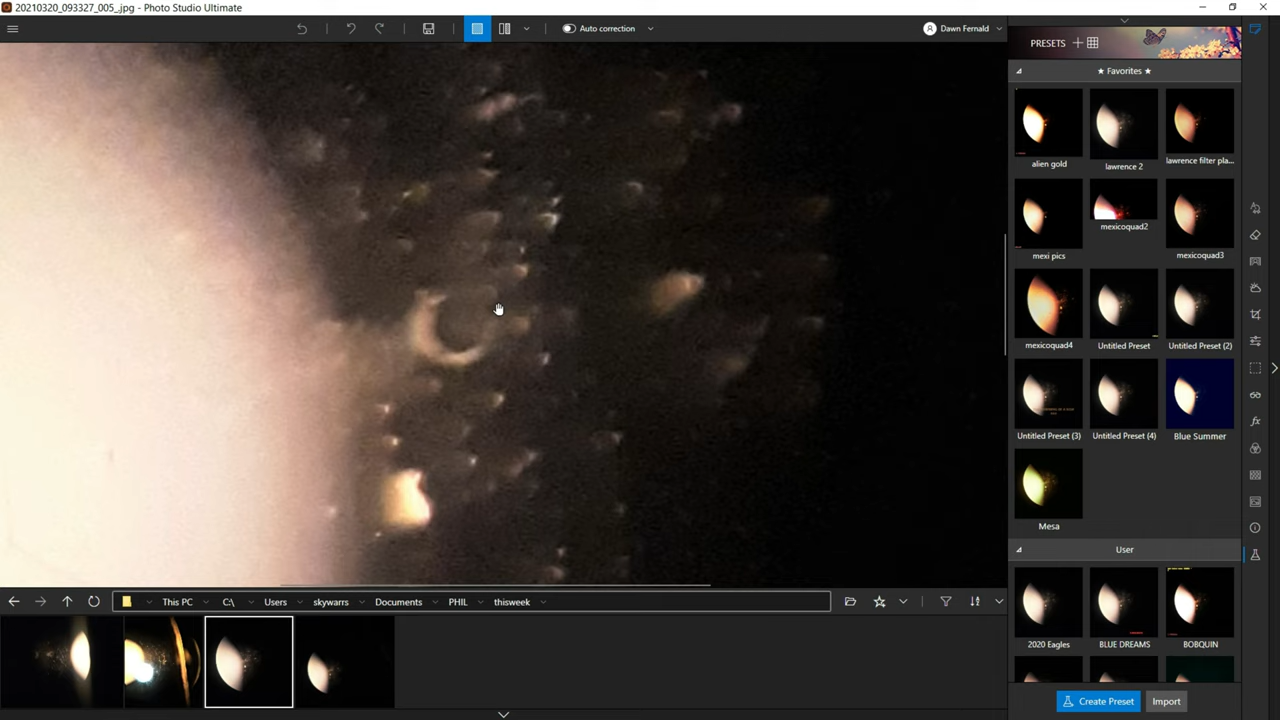 20210320_093327_005_.jpg - Photo Studio Ultimate
Auto correction
Dawn Fernald
PRESETS
★ Favorites ★
alien gold
lawrence 2
lawrence filter pla...
mexi pics
mexicoquad2
mexicoquad3
mexicoquad4
Untitled Preset
Untitled Preset (2)
Untitled Preset (3)
Untitled Preset (4)
Blue Summer
Mesa
User
2020 Eagles
BLUE DREAMS
BOBQUIN
Create Preset
Import
This PC
C:\
Users
skywarrs
Documents
PHIL
thisweek